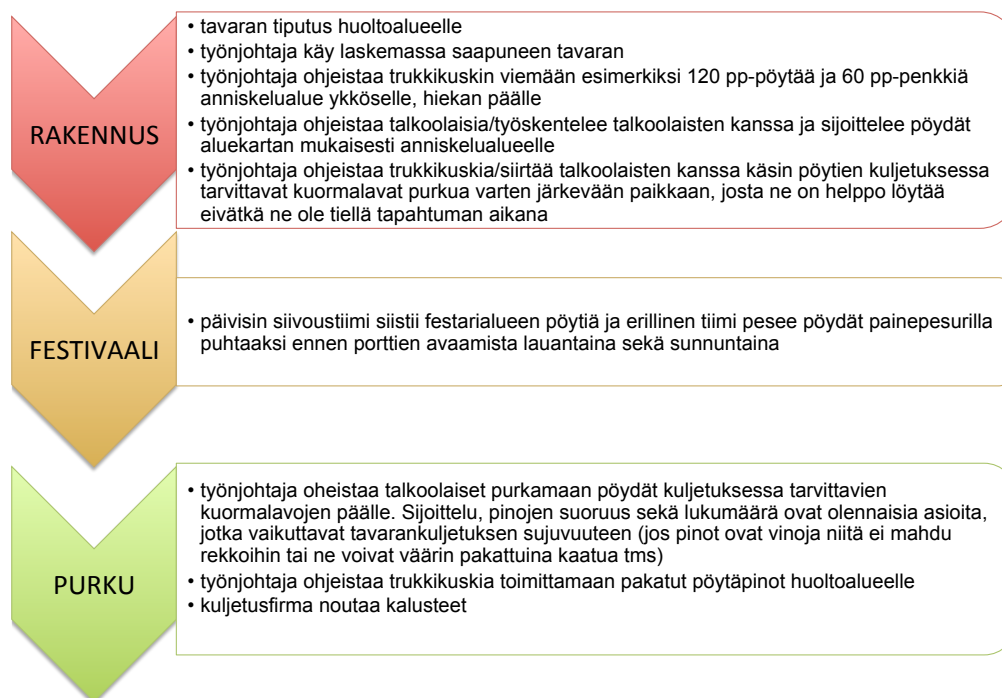 RAKENNUS
• tavaran tiputus huoltoalueelle
• työnjohtaja käy laskemassa saapuneen tavaran
• työnjohtaja ohjeistaa trukkikuskin viemään esimerkiksi 120 pp-pöytää ja 60 pp-penkkiä
anniskelualue ykköselle, hiekan päälle
• työnjohtaja ohjeistaa talkoolaisia/työskentelee talkoolaisten kanssa ja sijoittelee pöydät
aluekartan mukaisesti anniskelualueelle
• työnjohtaja ohjeistaa trukkikuskia/siirtää talkoolaisten kanssa käsin pöytien kuljetuksessa
tarvittavat kuormalavat purkua varten järkevään paikkaan, josta ne on helppo löytää
eivätkä ne ole tiellä tapahtuman aikana
FESTIVAALI
• päivisin siivoustiimi siistii festarialueen pöytiä ja erillinen tiimi pesee pöydät painepesurilla
puhtaaksi ennen porttien avaamista lauantaina sekä sunnuntaina
PURKU
• työnjohtaja oheistaa talkoolaiset purkamaan pöydät kuljetuksessa tarvittavien
kuormalavojen päälle. Sijoittelu, pinojen suoruus sekä lukumäärä ovat olennaisia asioita,
jotka vaikuttavat tavarankuljetuksen sujuvuuteen (jos pinot ovat vinoja niitä ei mahdu
rekkoihin tai ne voivat väärin pakattuina kaatua tms)
• työnjohtaja ohjeistaa trukkikuskia toimittamaan pakatut pöytäpinot huoltoalueelle
• kuljetusfirma noutaa kalusteet